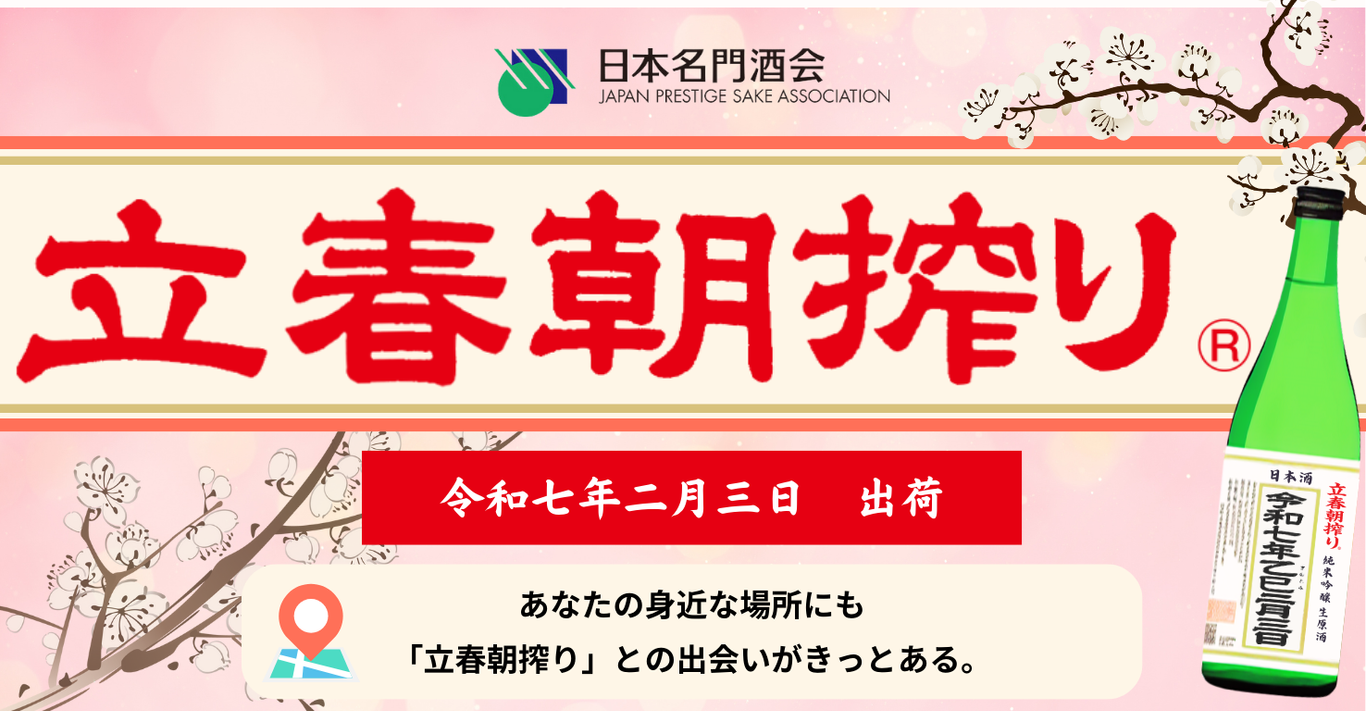 日本名門酒会
JAPAN PRESTIGE SAKE ASSOCIATION
立春朝搾り®
令和七年二月三日　出荷
あなたの身近な場所にも
「立春朝搾り」との出会いがきっとある。
日本酒
立春朝搾り
純米吟醸 生原酒
令和七年乙巳二月三日